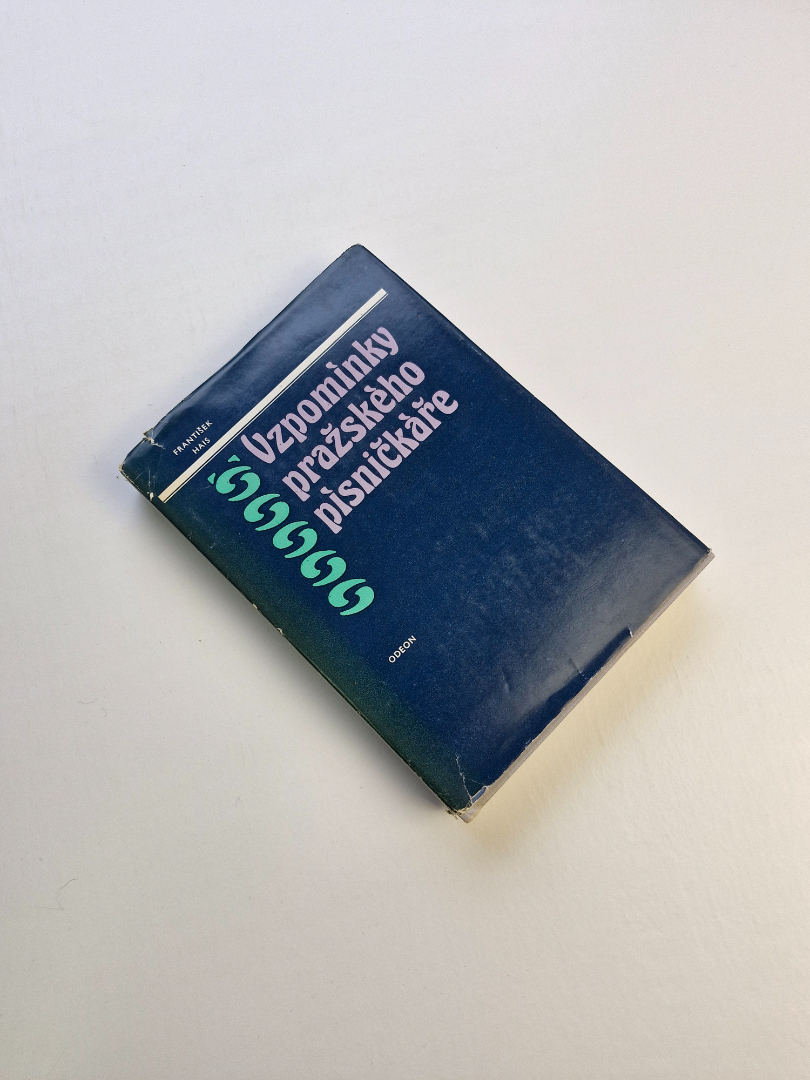 FRANTIŠEK
HAIS
Vzpomínky
pražského
písničkáře
ODEON